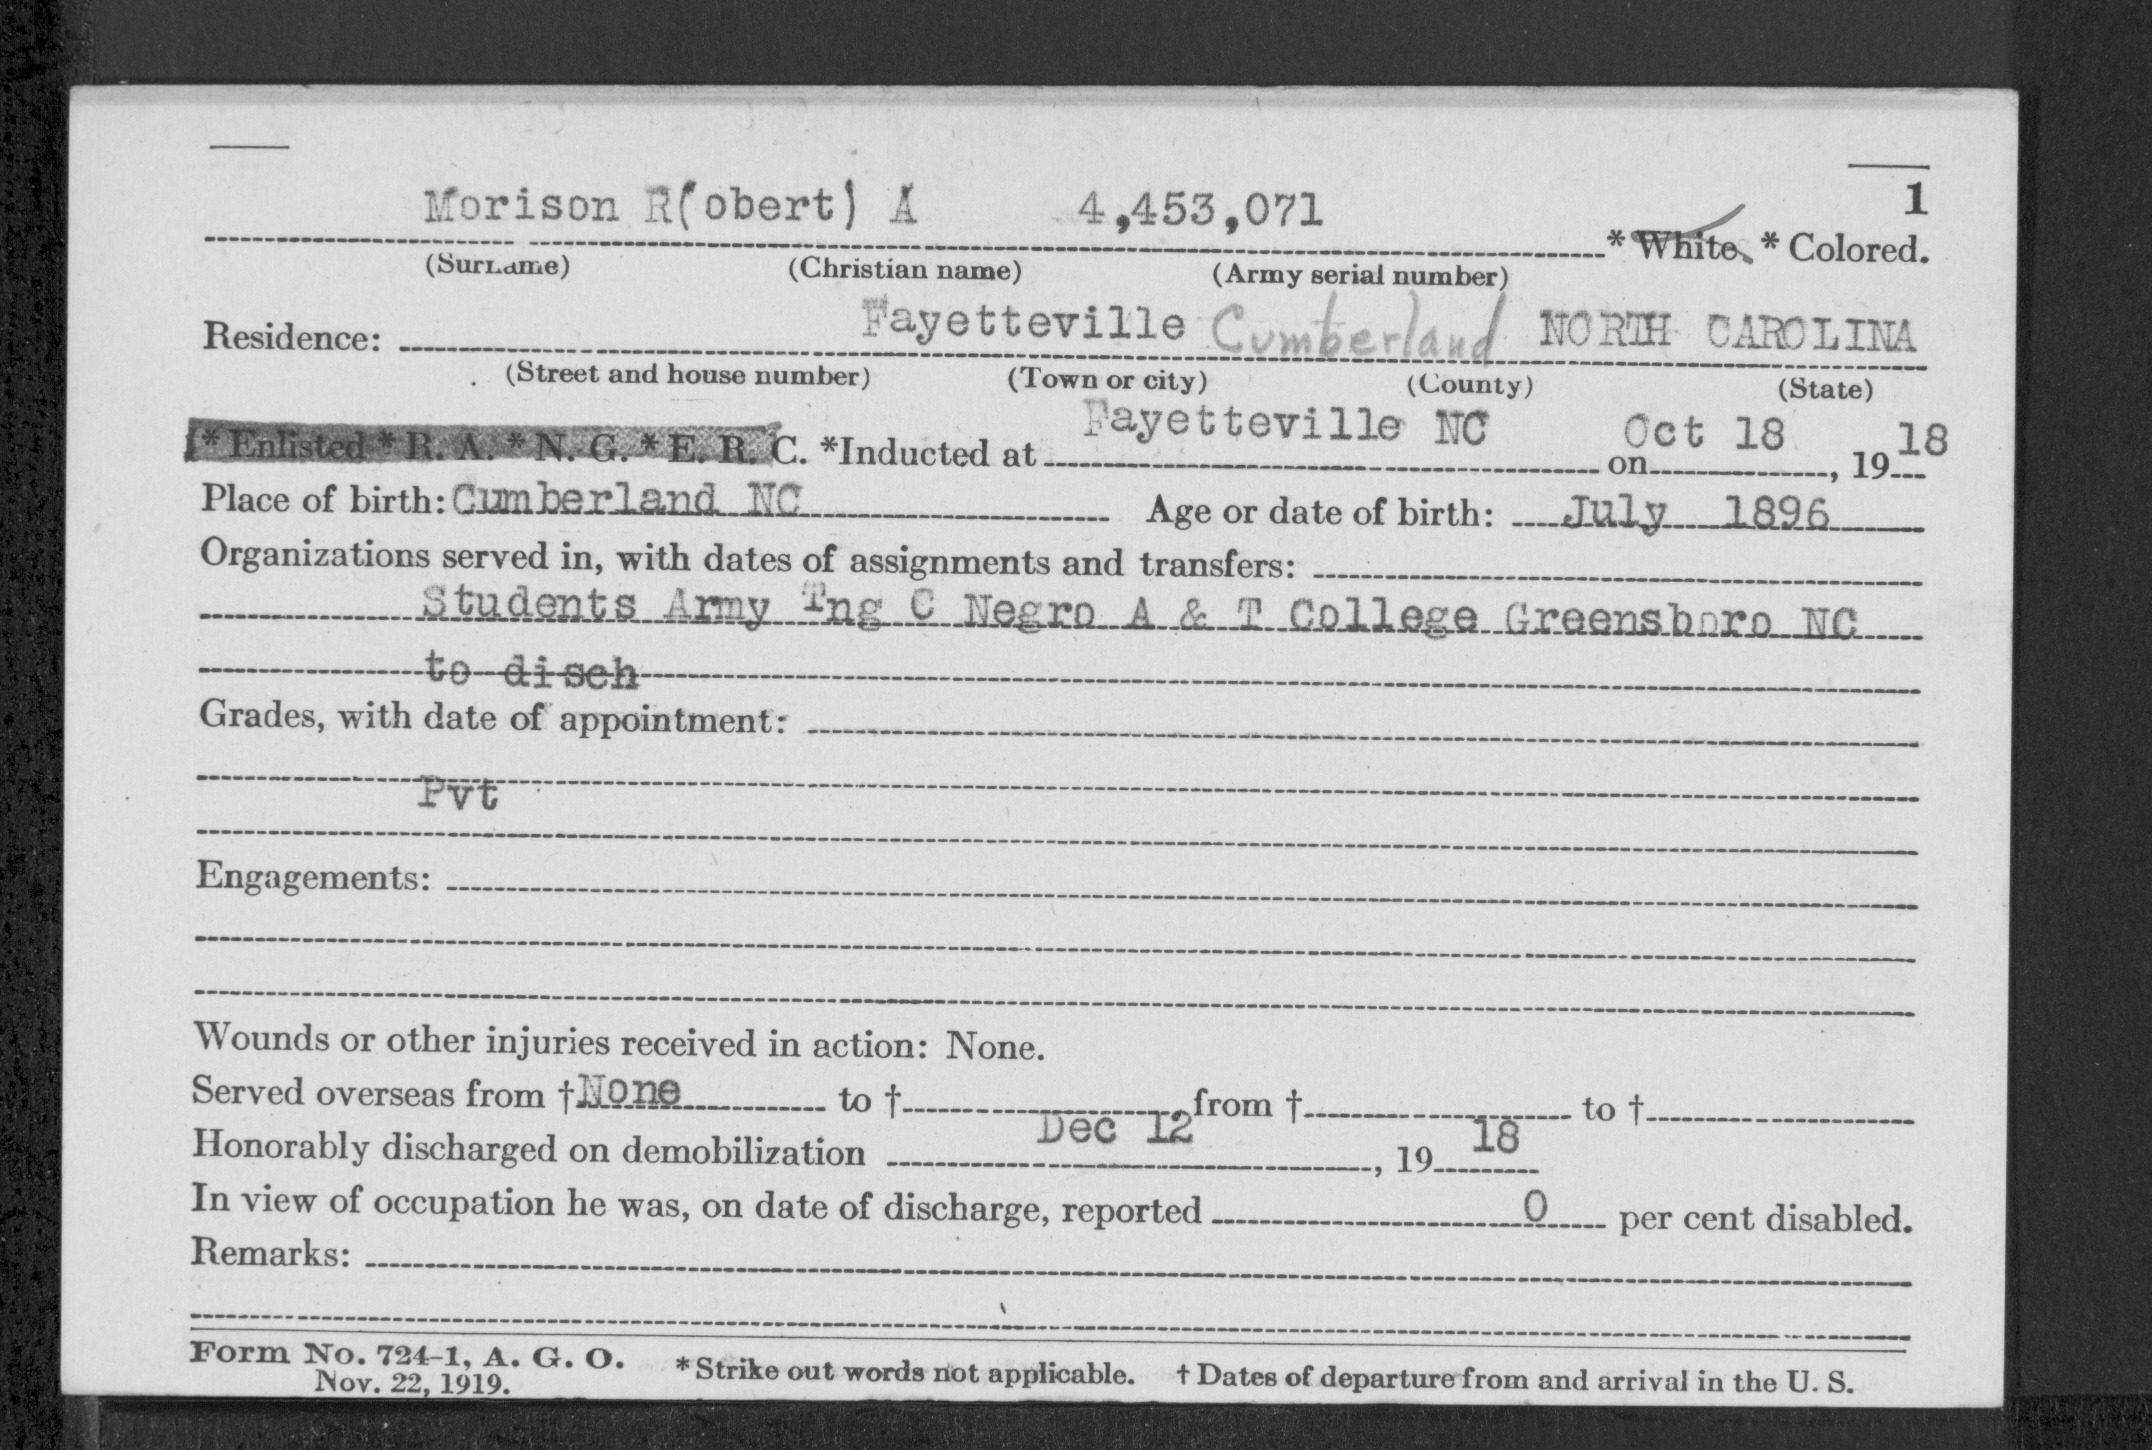 1
Morison R(obert) A 4,453,071
* White, * Colored.
(Surname) (Christian name) (Army serial number)
Residence: Fayetteville Cumberland NORTH CAROLINA
(Street and house number) (Town or city) (County) (State)
* Enlisted * R. A. * N. G. * E. R. C. *Inducted at Fayetteville NC on Oct 18, 1918
Place of birth: Cumberland NC Age or date of birth: July 1896
Organizations served in, with dates of assignments and transfers:
Students Army Tng C Negro A & T College Greensboro NC
to disch
Grades, with date of appointment:
Pvt
Engagements:
Wounds or other injuries received in action: None.
Served overseas from †None to †, from † to †
Honorably discharged on demobilization Dec 12, 1918
In view of occupation he was, on date of discharge, reported 0 per cent disabled.
Remarks:
Form No. 724-1, A. G. O. *Strike out words not applicable. † Dates of departure from and arrival in the U. S.
Nov. 22, 1919.